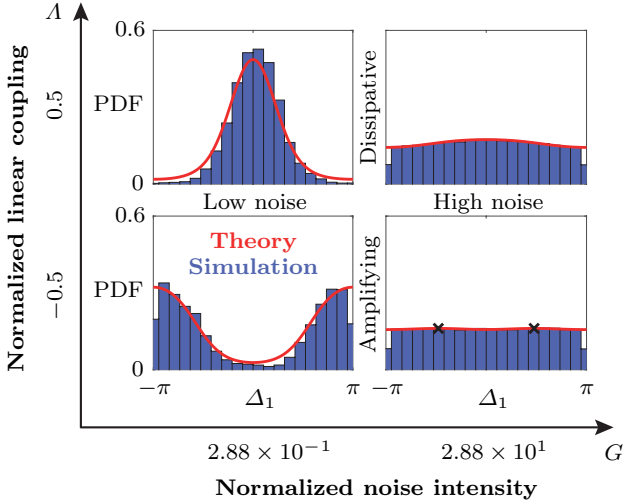 Λ
Normalized linear coupling
0.5
−0.5
0.6
PDF
0
Low noise
Dissipative
High noise
0.6
Theory
Simulation
PDF
0
−π
Δ₁
π
Amplifying
−π
Δ₁
π
2.88 × 10⁻¹
2.88 × 10¹
G
Normalized noise intensity